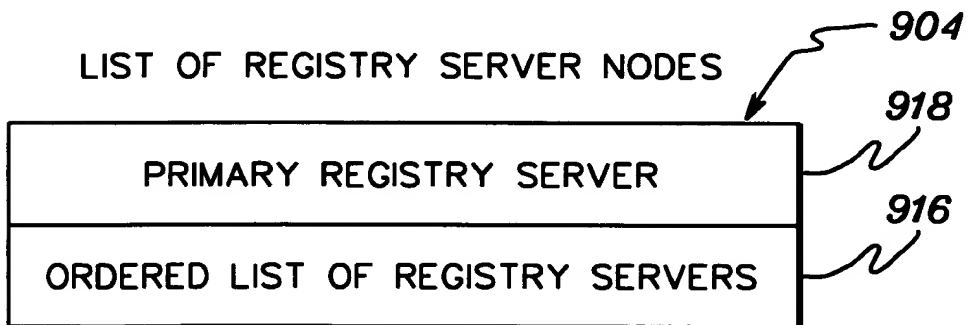 904
LIST OF REGISTRY SERVER NODES
918
PRIMARY REGISTRY SERVER
916
ORDERED LIST OF REGISTRY SERVERS